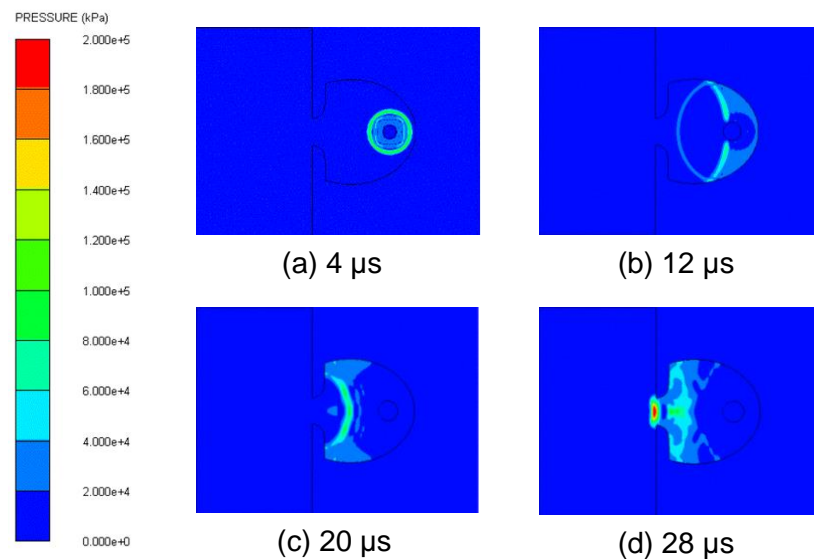 PRESSURE (kPa)
2.000e+5
1.800e+5
1.600e+5
1.400e+5
1.200e+5
1.000e+5
8.000e+4
6.000e+4
4.000e+4
2.000e+4
0.000e+0
(a) 4 μs
(b) 12 μs
(c) 20 μs
(d) 28 μs